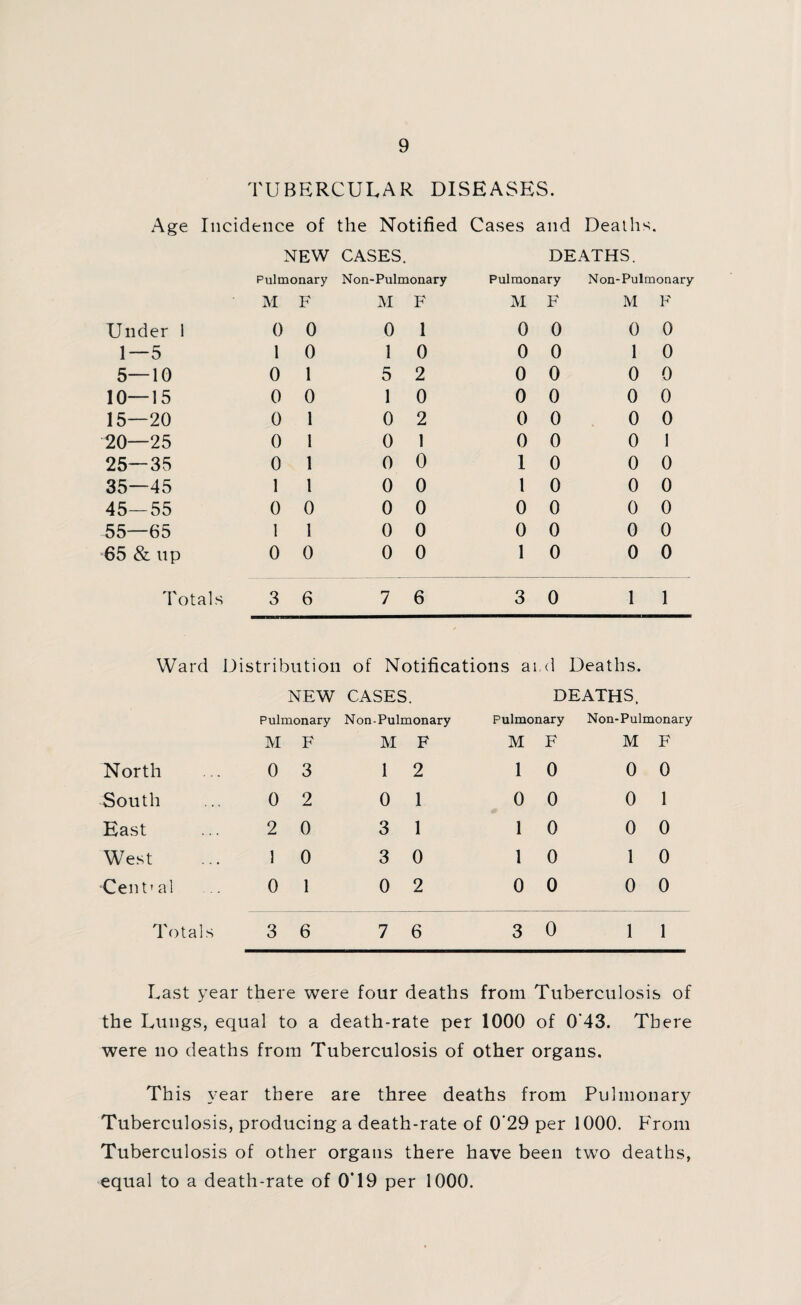 9
TUBERCULAR DISEASES.
Age Incidence of the Notified Cases and Deaths.
NEW CASES. DEATHS.
Pulmonary Non-Pulmonary Pulmonary Non-Pulmonary
M F M F M F M F
Under 1 0 0 0 1 0 0 0 0
1—5 1 0 1 0 0 0 1 0
5—10 0 1 5 2 0 0 0 0
10—15 0 0 1 0 0 0 0 0
15—20 0 1 0 2 0 0 0 0
20—25 0 1 0 1 0 0 0 1
25—35 0 1 0 0 1 0 0 0
35—45 1 1 0 0 1 0 0 0
45—55 0 0 0 0 0 0 0 0
55—65 1 1 0 0 0 0 0 0
65 & up 0 0 0 0 1 0 0 0
Totals 3 6 7 6 3 0 1 1
Ward Distribution of Notifications and Deaths.
NEW CASES. DEATHS.
Pulmonary Non-Pulmonary Pulmonary Non-Pulmonary
M F M F M F M F
North ... 0 3 1 2 1 0 0 0
South ... 0 2 0 1 0 0 0 1
East ... 2 0 3 1 1 0 0 0
West ... 1 0 3 0 1 0 1 0
Central .. 0 1 0 2 0 0 0 0
Totals 3 6 7 6 3 0 1 1
Last year there were four deaths from Tuberculosis of
the Lungs, equal to a death-rate per 1000 of 0·43. There
were no deaths from Tuberculosis of other organs.
This year there are three deaths from Pulmonary
Tuberculosis, producing a death-rate of 0·29 per 1000. From
Tuberculosis of other organs there have been two deaths,
equal to a death-rate of 0·19 per 1000.